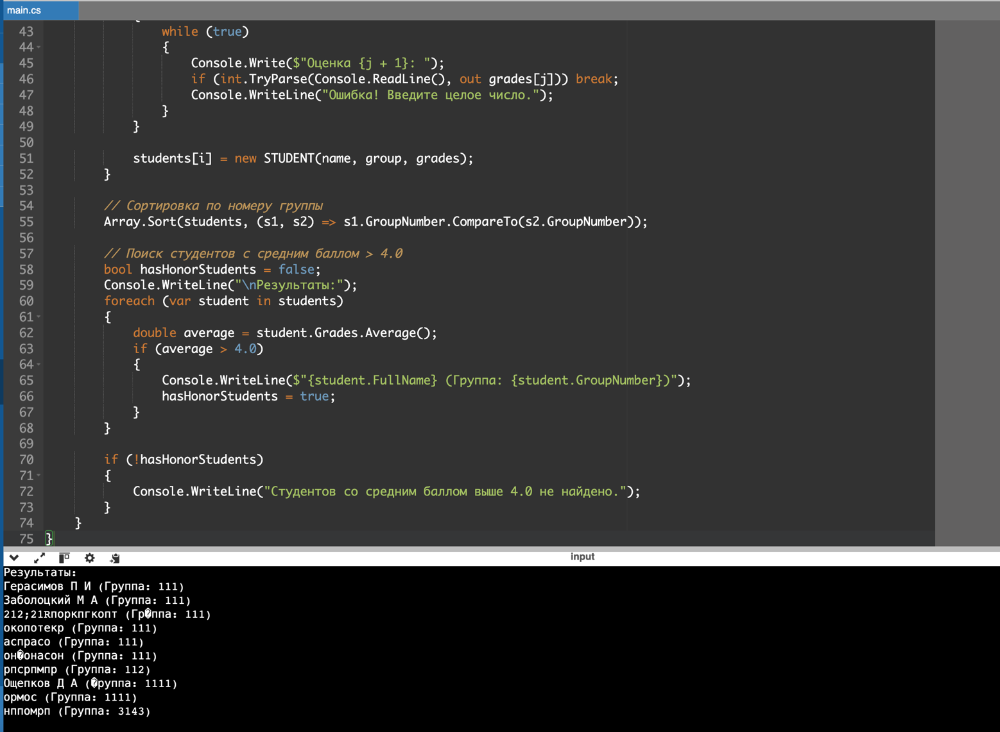 main.cs
43 while (true)
44 {
45 Console.Write($"Оценка {j + 1}: ");
46 if (int.TryParse(Console.ReadLine(), out grades[j])) break;
47 Console.WriteLine("Ошибка! Введите целое число.");
48 }
49 }
50
51 students[i] = new STUDENT(name, group, grades);
52 }
53
54 // Сортировка по номеру группы
55 Array.Sort(students, (s1, s2) => s1.GroupNumber.CompareTo(s2.GroupNumber));
56
57 // Поиск студентов с средним баллом > 4.0
58 bool hasHonorStudents = false;
59 Console.WriteLine("\nРезультаты:");
60 foreach (var student in students)
61 {
62 double average = student.Grades.Average();
63 if (average > 4.0)
64 {
65 Console.WriteLine($"{student.FullName} (Группа: {student.GroupNumber})");
66 hasHonorStudents = true;
67 }
68 }
69
70 if (!hasHonorStudents)
71 {
72 Console.WriteLine("Студентов со средним баллом выше 4.0 не найдено.");
73 }
74 }
75 }
input
Результаты:
Герасимов П И (Группа: 111)
Заболоцкий М А (Группа: 111)
212;21Rпоркпгкопт (Гр�ппа: 111)
окопотекр (Группа: 111)
аспрасо (Группа: 111)
он�онасон (Группа: 111)
рпсрпмпр (Группа: 112)
Ощепков Д А (�руппа: 1111)
ормос (Группа: 1111)
нппомрп (Группа: 3143)